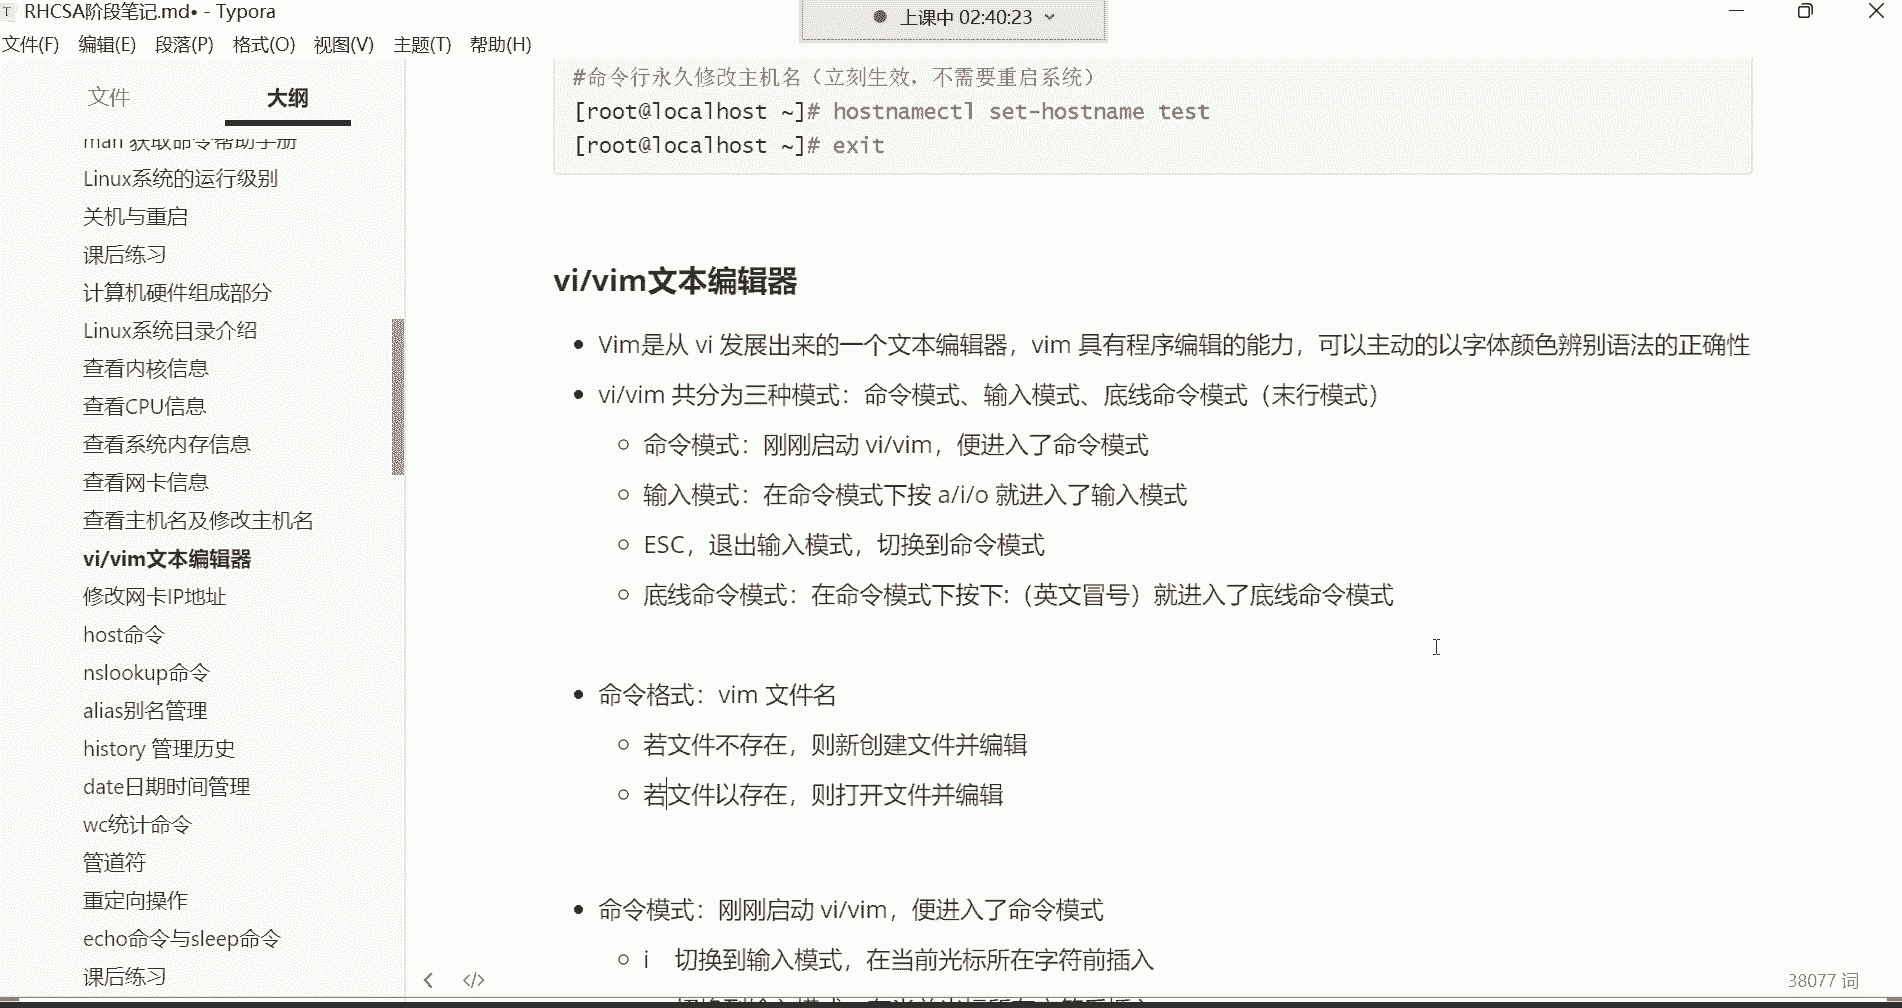 RHCSA阶段笔记.md• - Typora
上课中 02:40:23
文件(F) 编辑(E) 段落(P) 格式(O) 视图(V) 主题(T) 帮助(H)
文件 大纲
man 获取命令帮助手册
Linux系统的运行级别
关机与重启
课后练习
计算机硬件组成部分
Linux系统目录介绍
查看内核信息
查看CPU信息
查看系统内存信息
查看网卡信息
查看主机名及修改主机名
vi/vim文本编辑器
修改网卡IP地址
host命令
nslookup命令
alias别名管理
history 管理历史
date日期时间管理
wc统计命令
管道符
重定向操作
echo命令与sleep命令
课后练习
#命令行永久修改主机名（立刻生效，不需要重启系统）
[root@localhost ~]# hostnamectl set-hostname test
[root@localhost ~]# exit
vi/vim文本编辑器
• Vim是从 vi 发展出来的一个文本编辑器，vim 具有程序编辑的能力，可以主动的以字体颜色辨别语法的正确性
• vi/vim 共分为三种模式：命令模式、输入模式、底线命令模式（末行模式）
○ 命令模式：刚刚启动 vi/vim，便进入了命令模式
○ 输入模式：在命令模式下按 a/i/o 就进入了输入模式
○ ESC，退出输入模式，切换到命令模式
○ 底线命令模式：在命令模式下按下:（英文冒号）就进入了底线命令模式
• 命令格式：vim 文件名
○ 若文件不存在，则新创建文件并编辑
○ 若文件以存在，则打开文件并编辑
• 命令模式：刚刚启动 vi/vim，便进入了命令模式
○ i 切换到输入模式，在当前光标所在字符前插入
</> 38077 词